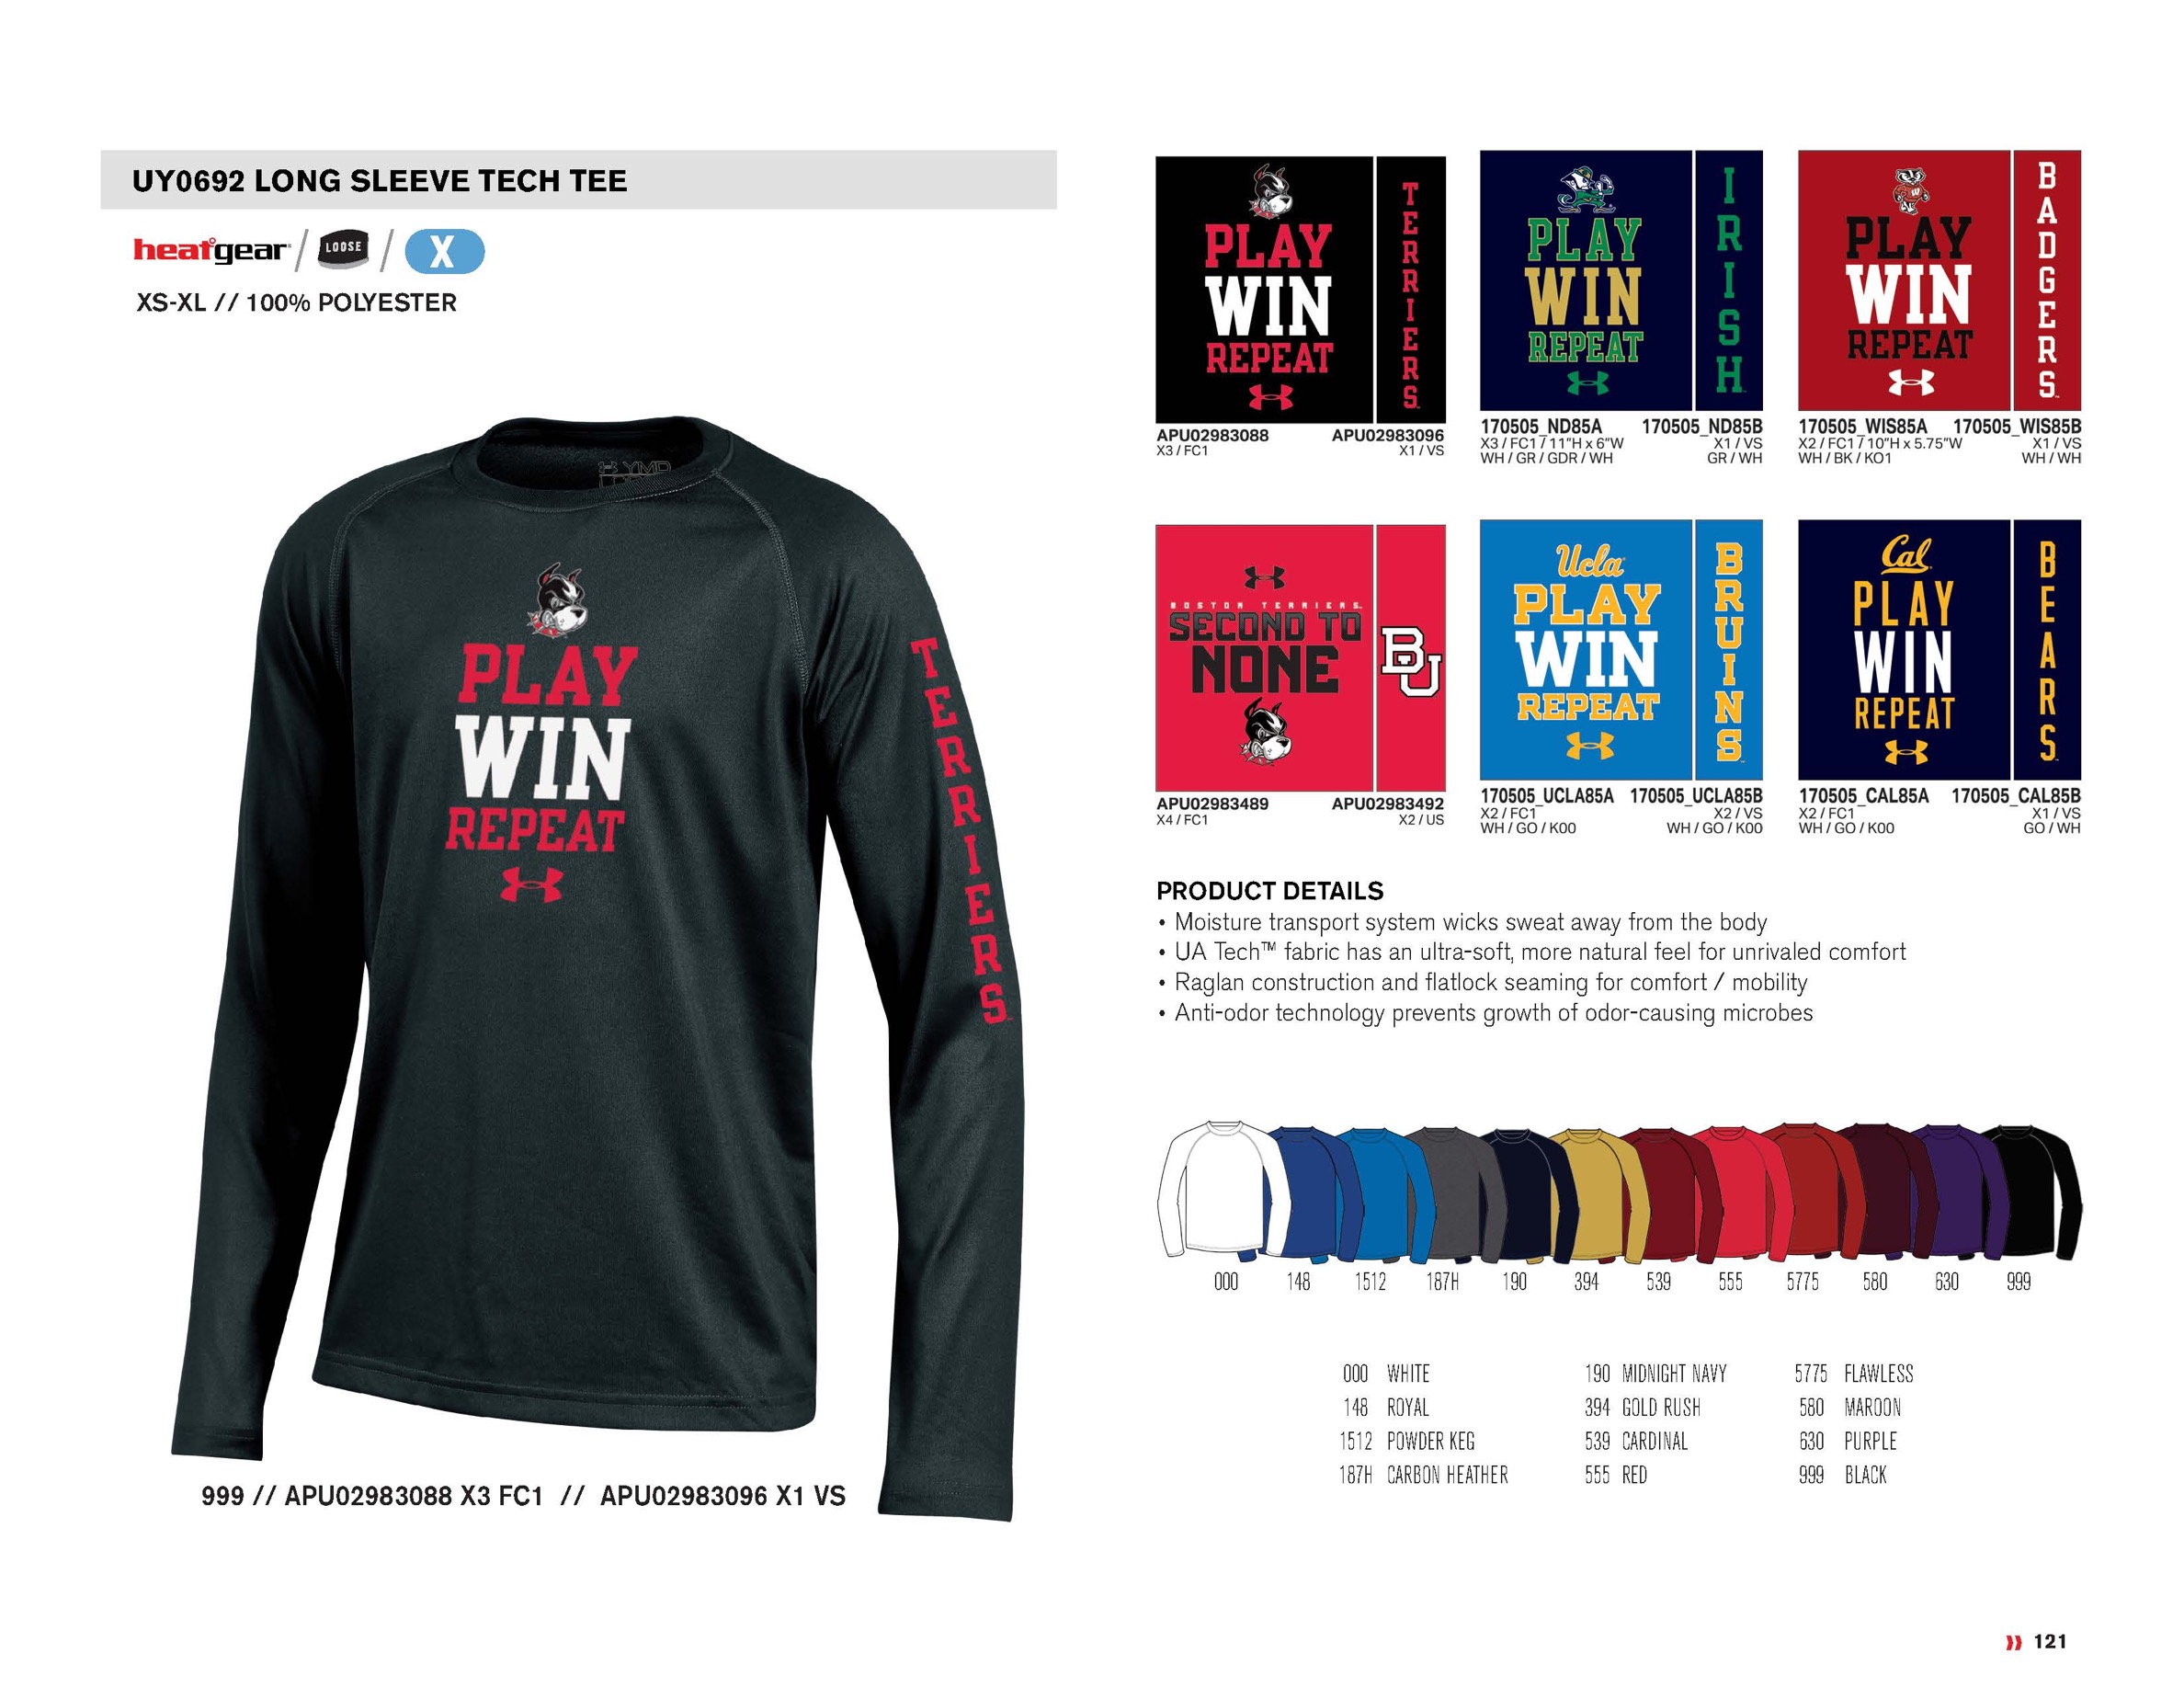 UY0692 LONG SLEEVE TECH TEE
heatgear / LOOSE / X
XS-XL // 100% POLYESTER
YMD
PLAY
WIN
REPEAT
TERRIERS
999 // APU02983088 X3 FC1 // APU02983096 X1 VS
PLAY
WIN
REPEAT
TERRIERS
APU02983088 APU02983096
X3 / FC1 X1 / VS
PLAY
WIN
REPEAT
IRISH
170505_ND85A 170505_ND85B
X3 / FC1 / 11"H x 6"W X1 / VS
WH / GR / GDR / WH GR / WH
W
PLAY
WIN
REPEAT
BADGERS
170505_WIS85A 170505_WIS85B
X2 / FC1 / 10"H x 5.75"W X1 / VS
WH / BK / KO1 WH / WH
BOSTON TERRIERS
SECOND TO
NONE
BU
APU02983489 APU02983492
X4 / FC1 X2 / US
Ucla
PLAY
WIN
REPEAT
BRUINS
170505_UCLA85A 170505_UCLA85B
X2 / FC1 X2 / VS
WH / GO / K00 WH / GO / K00
Cal
PLAY
WIN
REPEAT
BEARS
170505_CAL85A 170505_CAL85B
X2 / FC1 X1 / VS
WH / GO / K00 GO / WH
PRODUCT DETAILS
• Moisture transport system wicks sweat away from the body
• UA Tech™ fabric has an ultra-soft, more natural feel for unrivaled comfort
• Raglan construction and flatlock seaming for comfort / mobility
• Anti-odor technology prevents growth of odor-causing microbes
000 148 1512 187H 190 394 539 555 5775 580 630 999
000 WHITE 190 MIDNIGHT NAVY 5775 FLAWLESS
148 ROYAL 394 GOLD RUSH 580 MAROON
1512 POWDER KEG 539 CARDINAL 630 PURPLE
187H CARBON HEATHER 555 RED 999 BLACK
121